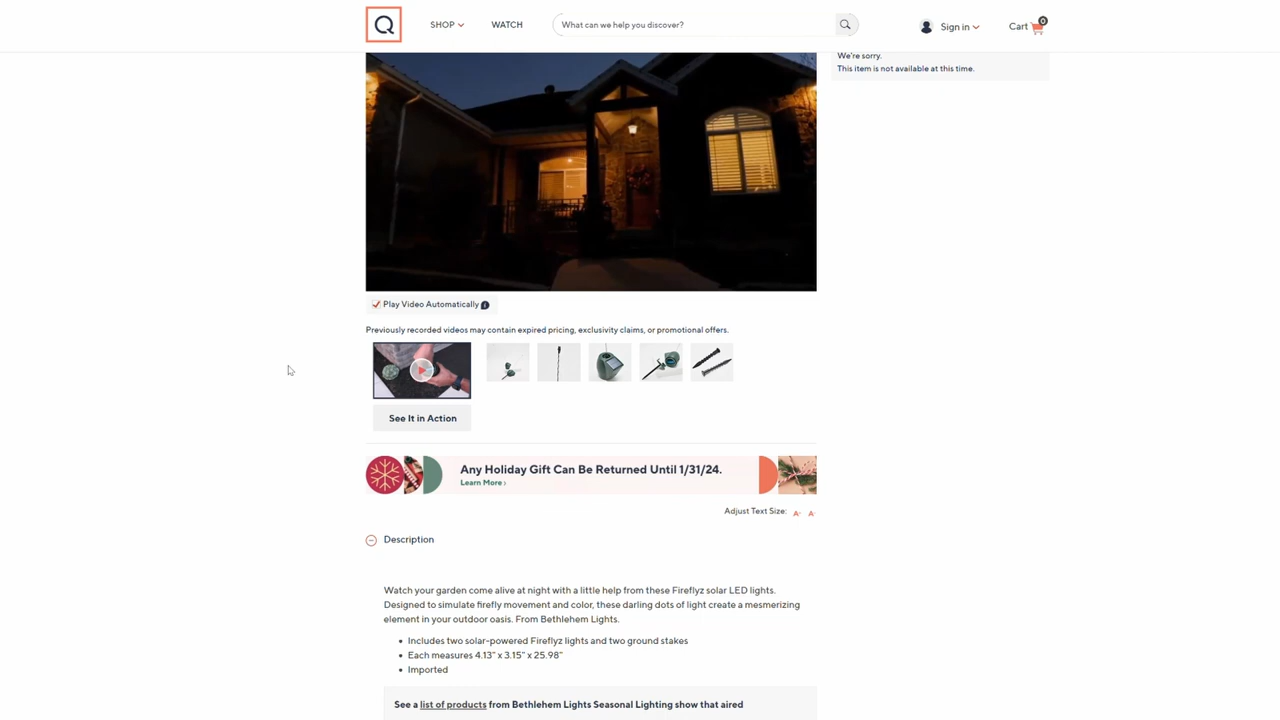 Q
SHOP
WATCH
What can we help you discover?
Sign in
Cart
0
We're sorry.
This item is not available at this time.
Play Video Automatically
Previously recorded videos may contain expired pricing, exclusivity claims, or promotional offers.
See It in Action
Any Holiday Gift Can Be Returned Until 1/31/24.
Learn More ›
Adjust Text Size: A- A+
Description
Watch your garden come alive at night with a little help from these Fireflyz solar LED lights.
Designed to simulate firefly movement and color, these darling dots of light create a mesmerizing
element in your outdoor oasis. From Bethlehem Lights.
• Includes two solar-powered Fireflyz lights and two ground stakes
• Each measures 4.13" x 3.15" x 25.98"
• Imported
See a list of products from Bethlehem Lights Seasonal Lighting show that aired